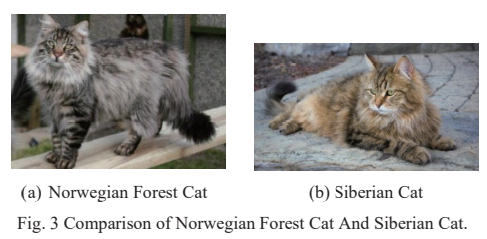 (a) Norwegian Forest Cat
(b) Siberian Cat
Fig. 3 Comparison of Norwegian Forest Cat And Siberian Cat.